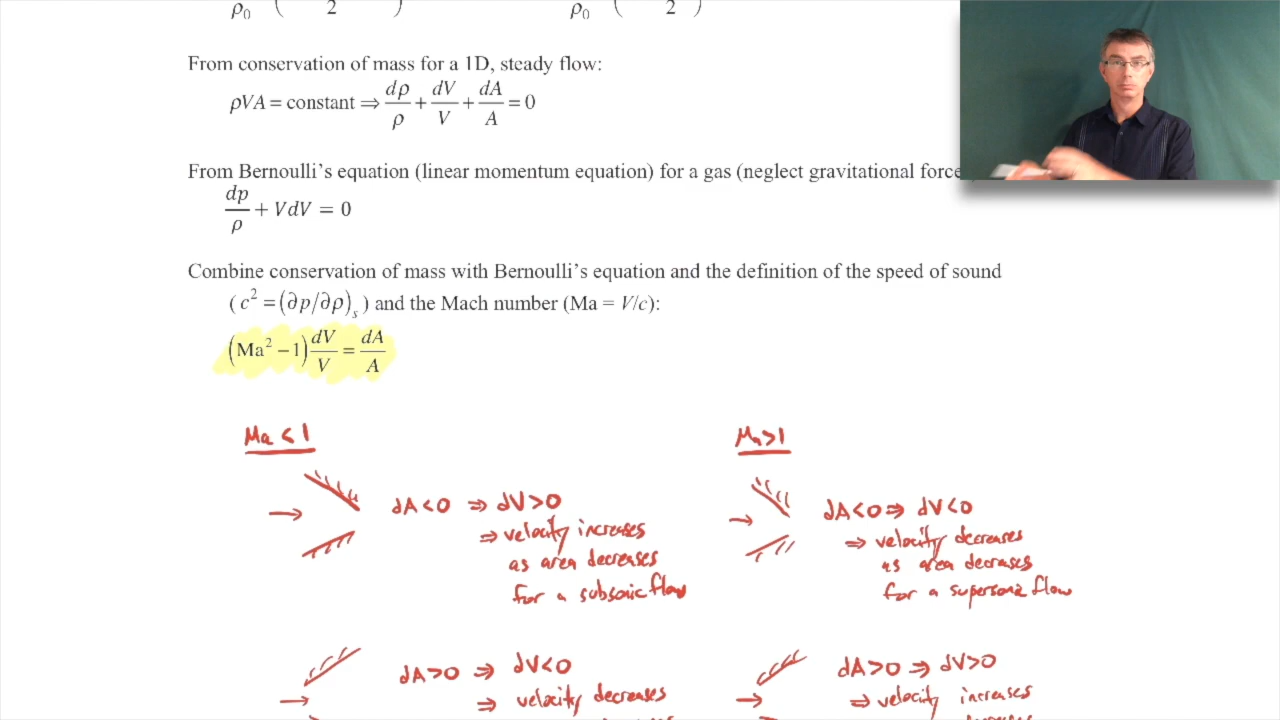 ρ₀ ( 2 ) ρ₀ ( 2 )
From conservation of mass for a 1D, steady flow:
ρVA = constant ⇒ dρ/ρ + dV/V + dA/A = 0
From Bernoulli's equation (linear momentum equation) for a gas (neglect gravitational force
dp/ρ + VdV = 0
Combine conservation of mass with Bernoulli's equation and the definition of the speed of sound
( c² = (∂p/∂ρ)ₛ ) and the Mach number (Ma = V/c):
(Ma² − 1) dV/V = dA/A
Ma < 1
→ dA < 0 ⇒ dV > 0
⇒ velocity increases
as area decreases
for a subsonic flow
Ma > 1
→ dA < 0 ⇒ dV < 0
⇒ velocity decreases
as area decreases
for a supersonic flow
→ dA > 0 ⇒ dV < 0
⇒ velocity decreases
→ dA > 0 ⇒ dV > 0
⇒ velocity increases